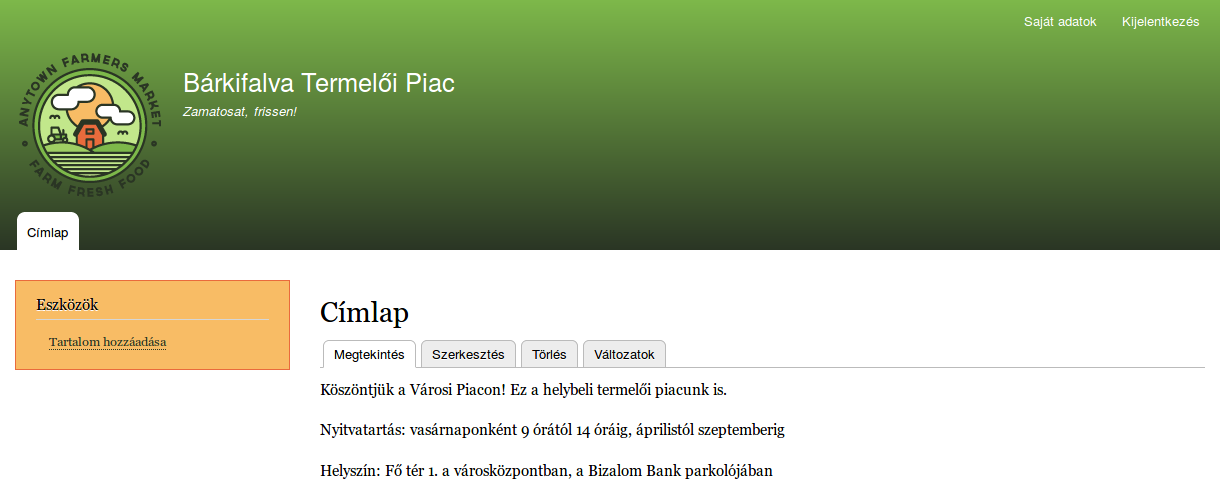 Saját adatok Kijelentkezés
ANYTOWN FARMERS MARKET
FARM FRESH FOOD
Bárkifalva Termelői Piac
Zamatosat, frissen!
Címlap
Eszközök
Tartalom hozzáadása
Címlap
Megtekintés Szerkesztés Törlés Változatok
Köszöntjük a Városi Piacon! Ez a helybeli termelői piacunk is.
Nyitvatartás: vasárnaponként 9 órától 14 óráig, áprilistól szeptemberig
Helyszín: Fő tér 1. a városközpontban, a Bizalom Bank parkolójában